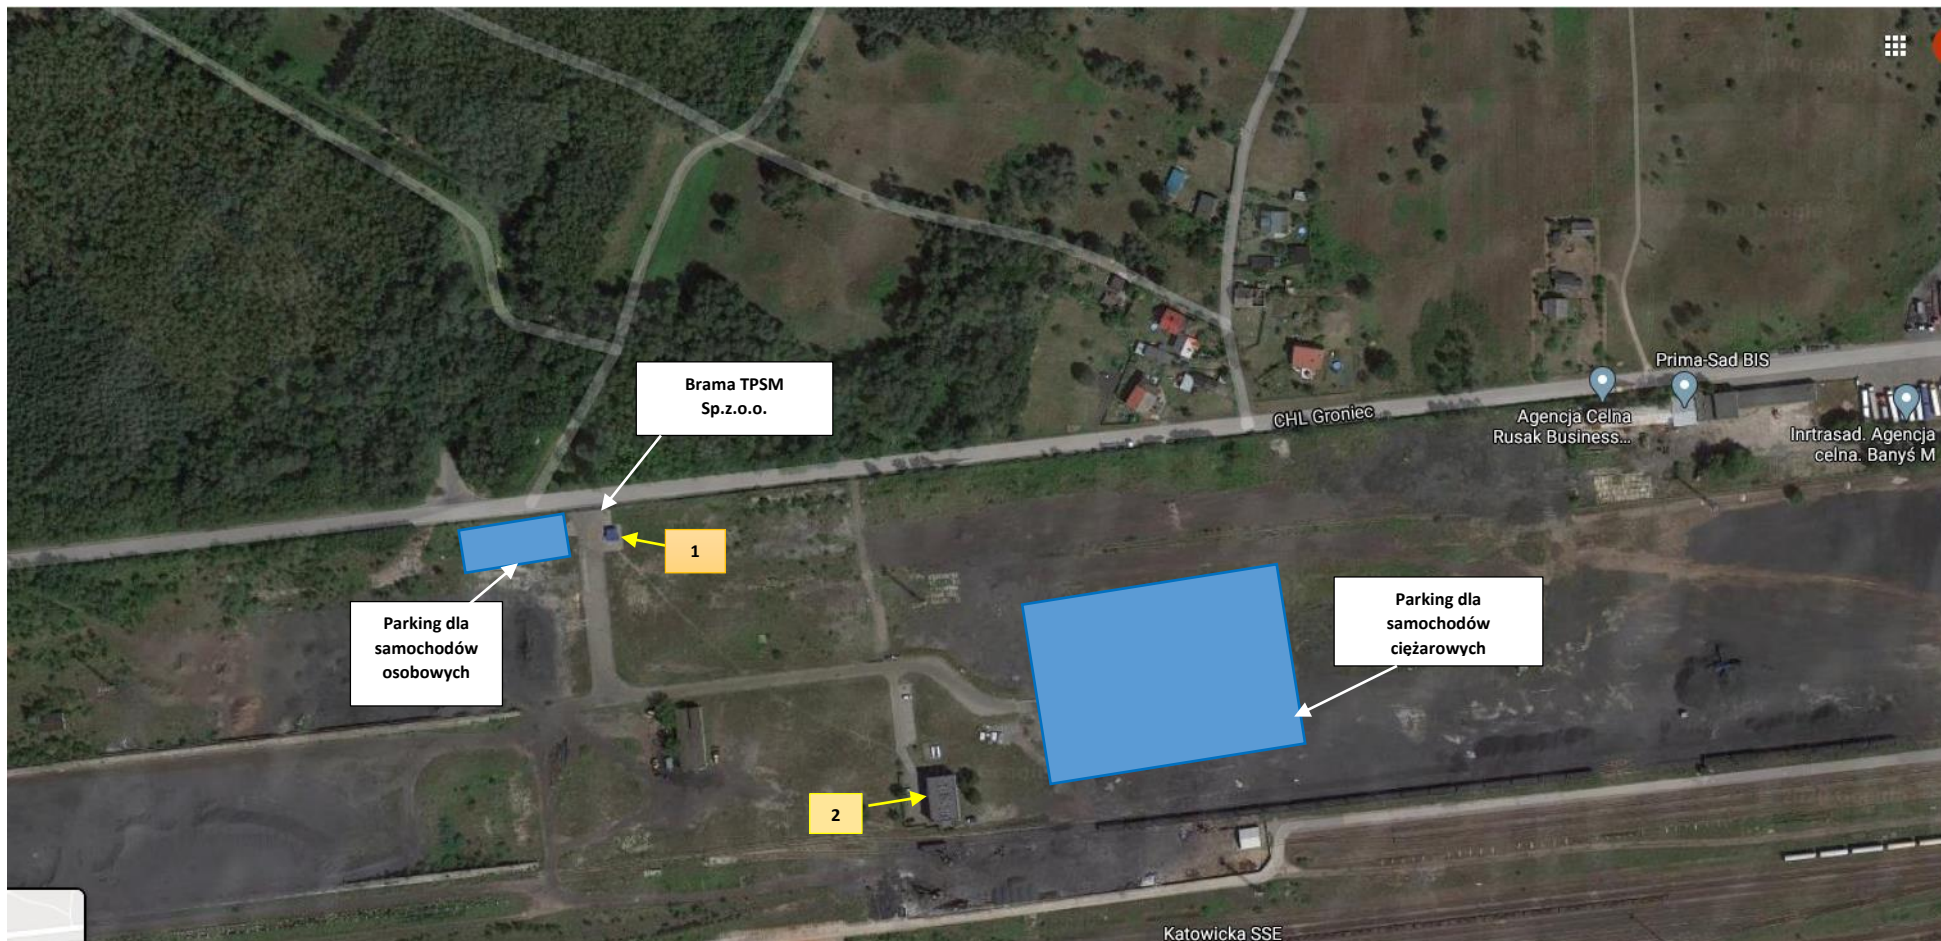 Prima-Sad BIS
Brama TPSM
Sp.z.o.o.
CHL Groniec
Agencja Celna
Rusak Business...
Inrtrasad. Agencja
celna. Banyś M
1
Parking dla
samochodów
osobowych
Parking dla
samochodów
ciężarowych
2
Katowicka SSE